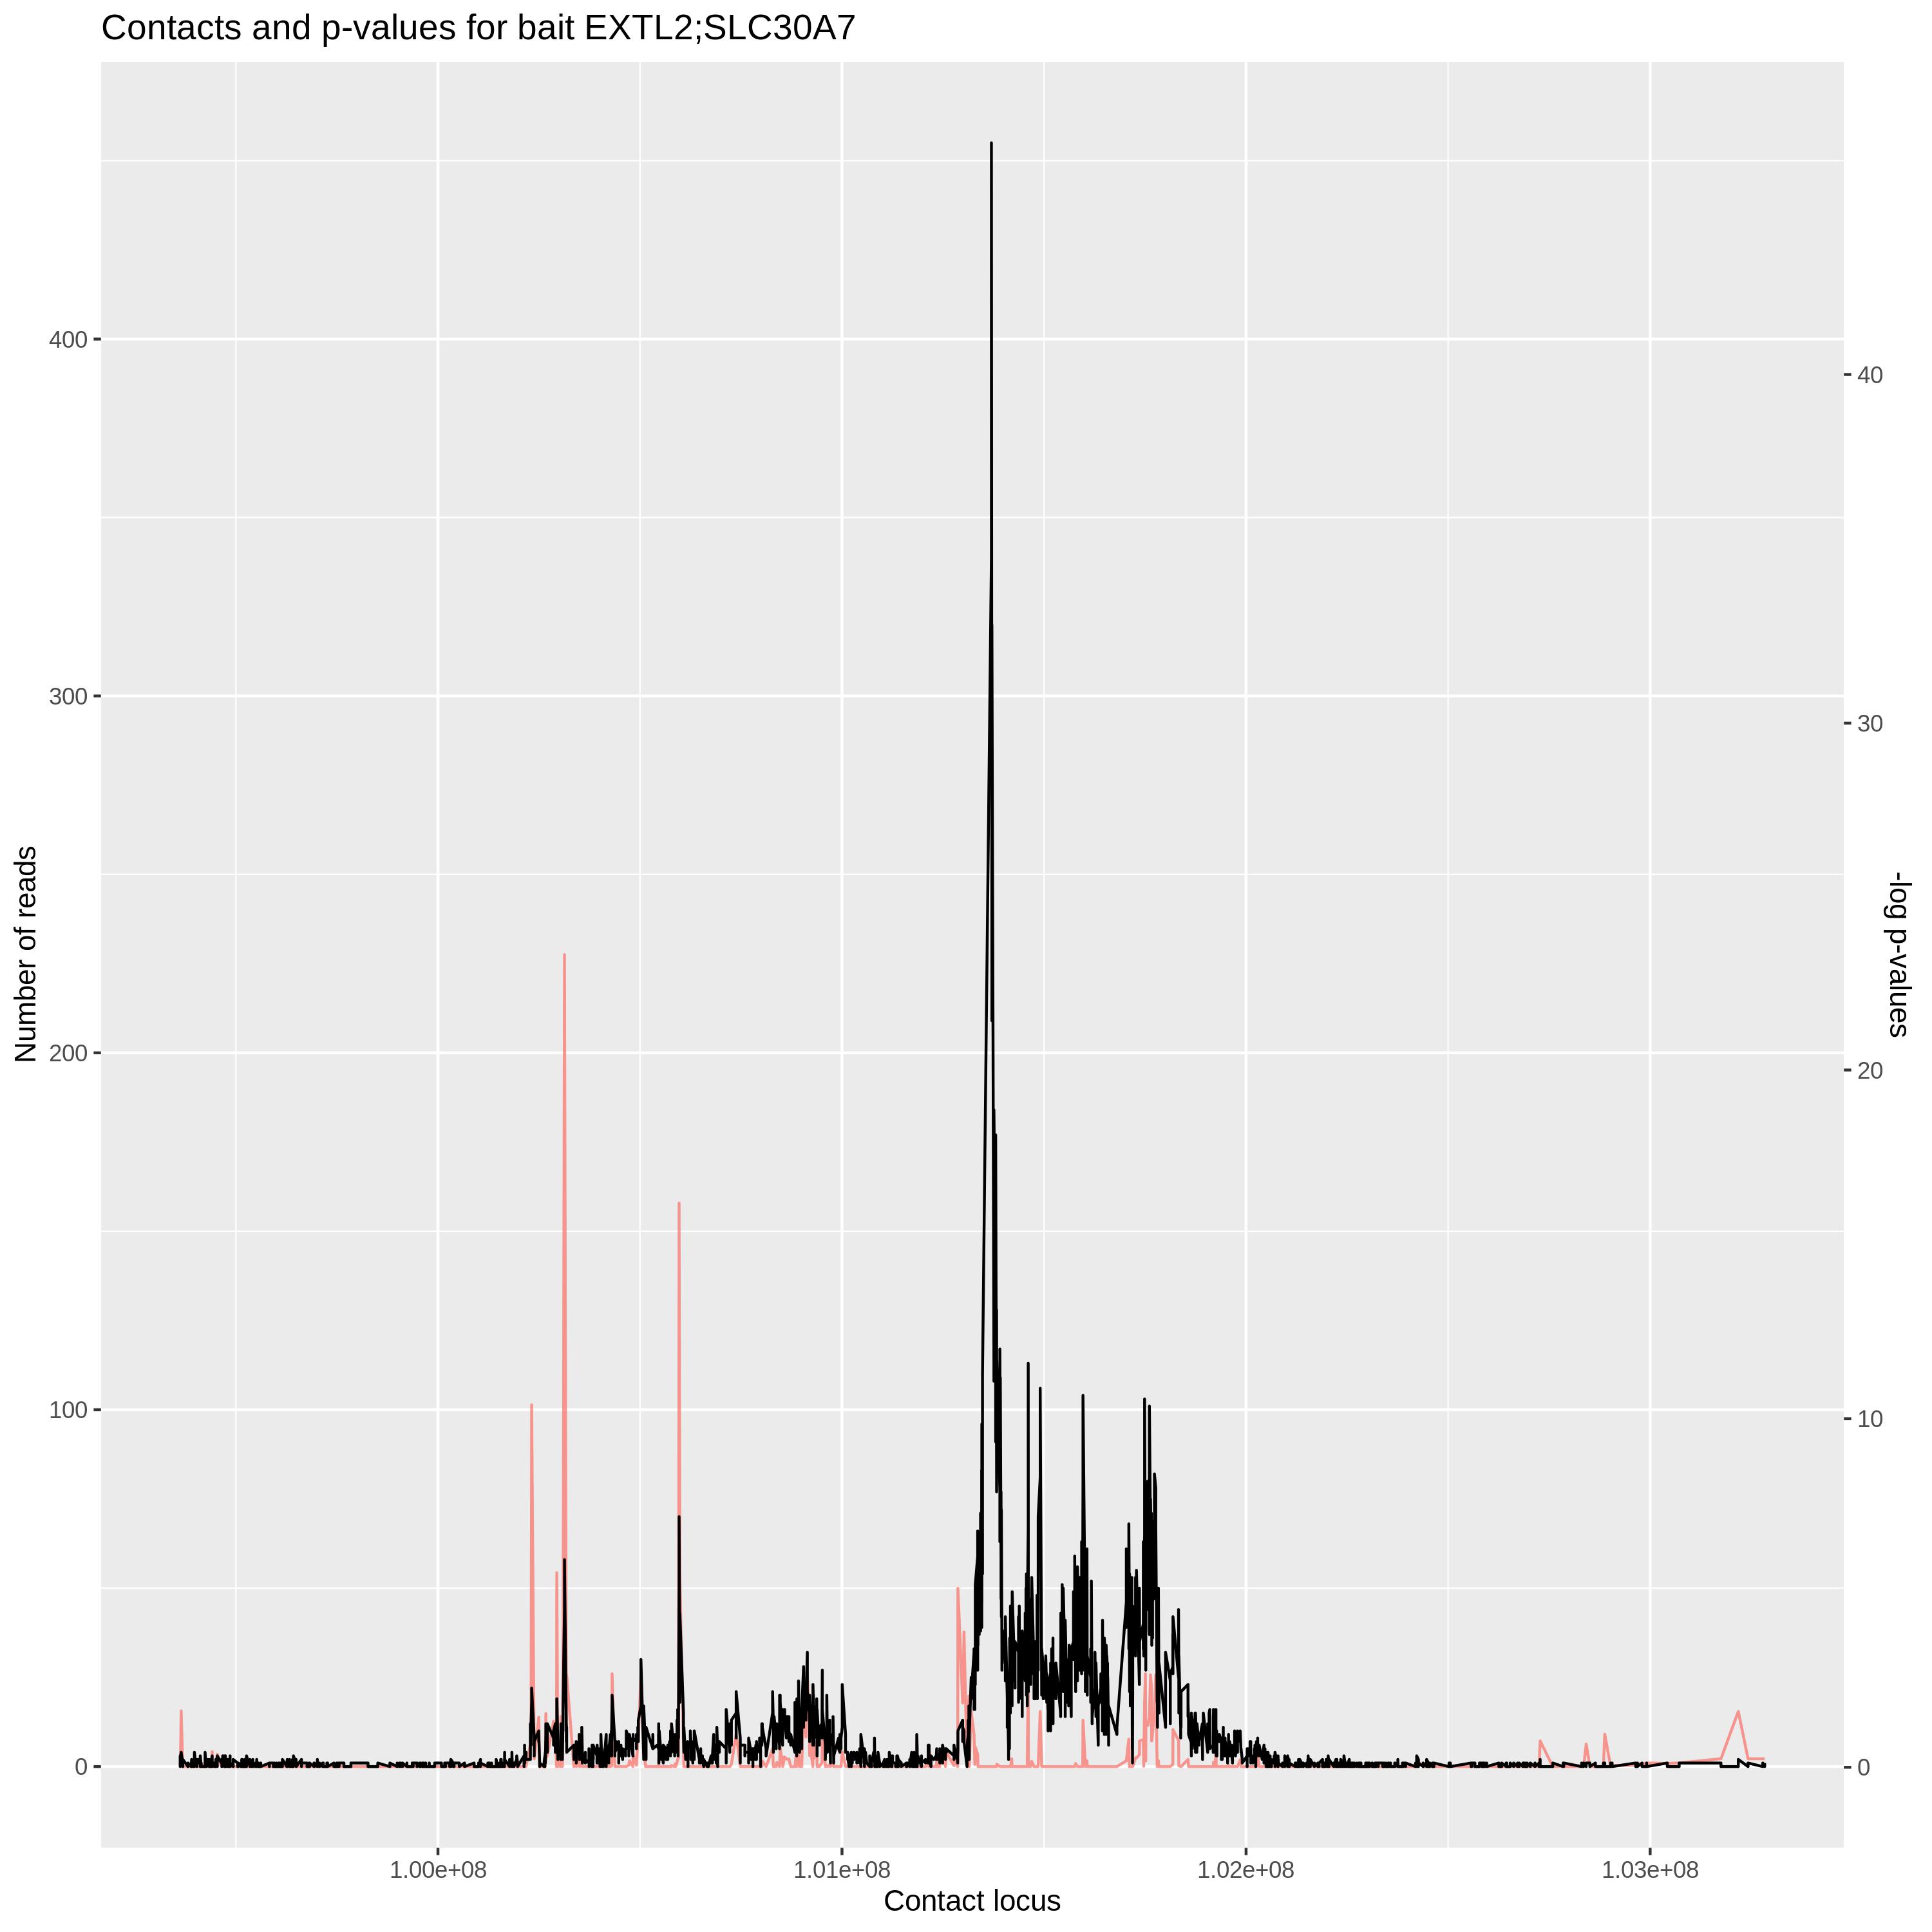 Contacts and p-values for bait EXTL2;SLC30A7
Number of reads
400
300
200
100
0
40
30
20
10
0
-log p-values
1.00e+08
1.01e+08
1.02e+08
1.03e+08
Contact locus